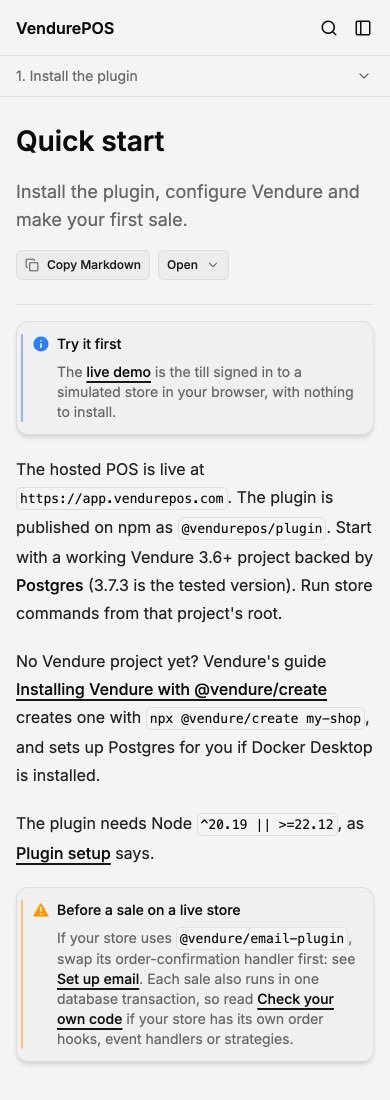 VendurePOS
1. Install the plugin
Quick start
Install the plugin, configure Vendure and
make your first sale.
Copy Markdown
Open
Try it first
The live demo is the till signed in to a
simulated store in your browser, with nothing
to install.
The hosted POS is live at
https://app.vendurepos.com. The plugin is
published on npm as @vendurepos/plugin. Start
with a working Vendure 3.6+ project backed by
Postgres (3.7.3 is the tested version). Run store
commands from that project's root.
No Vendure project yet? Vendure's guide
Installing Vendure with @vendure/create
creates one with npx @vendure/create my-shop,
and sets up Postgres for you if Docker Desktop
is installed.
The plugin needs Node ^20.19 || >=22.12, as
Plugin setup says.
Before a sale on a live store
If your store uses @vendure/email-plugin,
swap its order-confirmation handler first: see
Set up email. Each sale also runs in one
database transaction, so read Check your
own code if your store has its own order
hooks, event handlers or strategies.